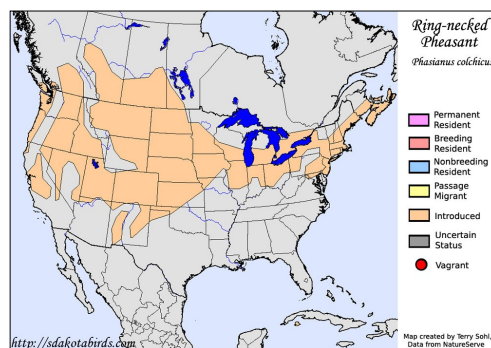 Ring-necked
Pheasant
Phasianus colchicus
Permanent
Resident
Breeding
Resident
Nonbreeding
Resident
Passage
Migrant
Introduced
Uncertain
Status
Vagrant
http://sdakotabirds.com
Map created by Terry Sohl,
Data from NatureServe